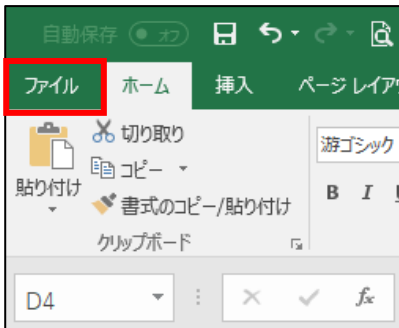 自動保存 オフ
ファイル ホーム 挿入 ページ レイア
切り取り
コピー
貼り付け
書式のコピー/貼り付け
クリップボード
游ゴシック
B I
D4
fx